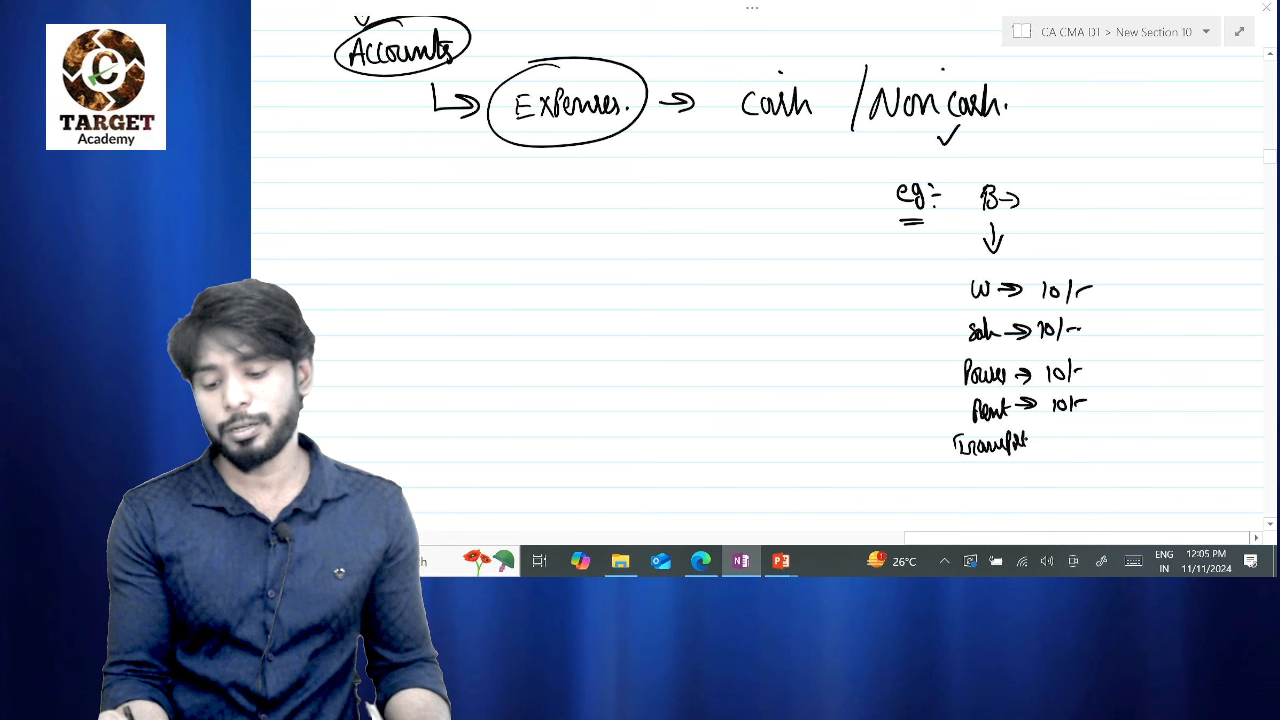 TARGET
Academy
CA CMA D1 > New Section 10
Accounts
Expenses. → Cash / Non cash.
eg:- B→
W → 10/-
Sal → 10/-
Power → 10/-
Rent → 10/-
Transpt
26°C
ENG
IN
12:05 PM
11/11/2024